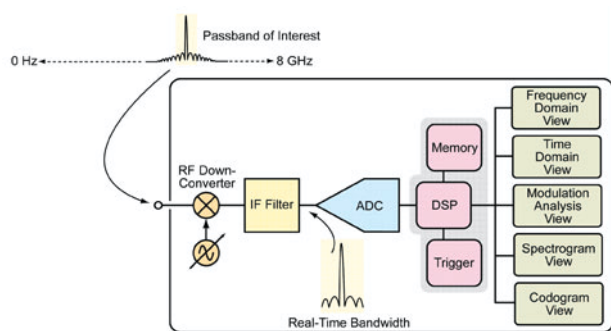 Passband of Interest
0 Hz
8 GHz
RF Down-
Converter
IF Filter
ADC
Memory
DSP
Trigger
Real-Time Bandwidth
Frequency
Domain
View
Time
Domain
View
Modulation
Analysis
View
Spectrogram
View
Codogram
View